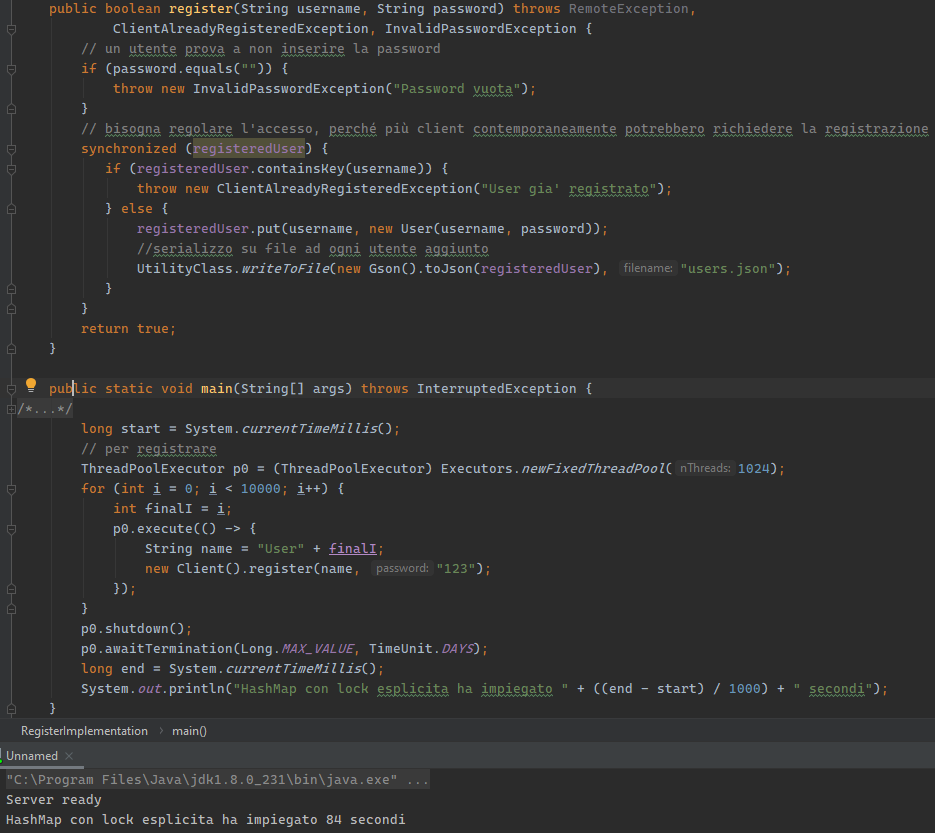 public boolean register(String username, String password) throws RemoteException,
ClientAlreadyRegisteredException, InvalidPasswordException {
// un utente prova a non inserire la password
if (password.equals("")) {
throw new InvalidPasswordException("Password vuota");
}
// bisogna regolare l'accesso, perché più client contemporaneamente potrebbero richiedere la registrazione
synchronized (registeredUser) {
if (registeredUser.containsKey(username)) {
throw new ClientAlreadyRegisteredException("User gia' registrato");
} else {
registeredUser.put(username, new User(username, password));
//serializzo su file ad ogni utente aggiunto
UtilityClass.writeToFile(new Gson().toJson(registeredUser), filename: "users.json");
}
}
return true;
}
public static void main(String[] args) throws InterruptedException {
/*...*/
long start = System.currentTimeMillis();
// per registrare
ThreadPoolExecutor p0 = (ThreadPoolExecutor) Executors.newFixedThreadPool( nThreads: 1024);
for (int i = 0; i < 10000; i++) {
int finalI = i;
p0.execute(() -> {
String name = "User" + finalI;
new Client().register(name, password: "123");
});
}
p0.shutdown();
p0.awaitTermination(Long.MAX_VALUE, TimeUnit.DAYS);
long end = System.currentTimeMillis();
System.out.println("HashMap con lock esplicita ha impiegato " + ((end - start) / 1000) + " secondi");
}
RegisterImplementation › main()
Unnamed ×
"C:\Program Files\Java\jdk1.8.0_231\bin\java.exe" ...
Server ready
HashMap con lock esplicita ha impiegato 84 secondi